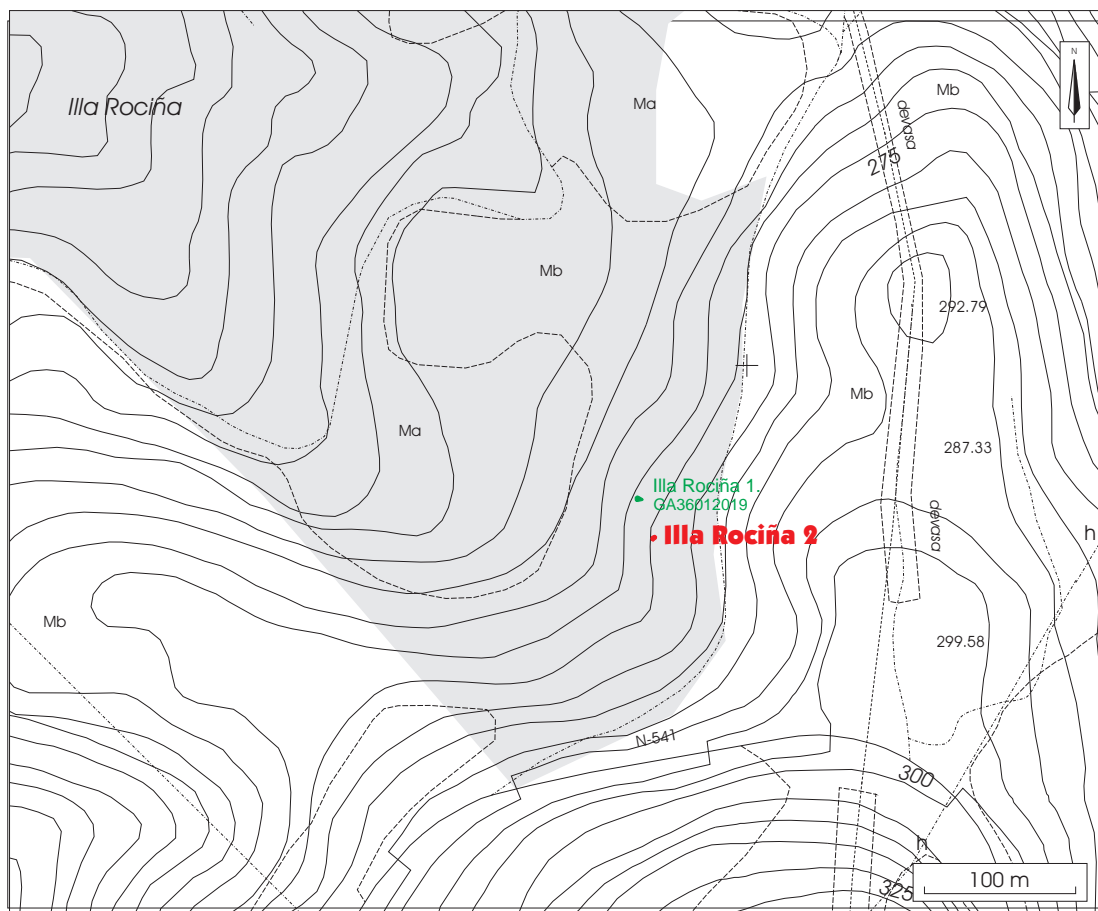 N
Illa Rociña
Ma
Mb
devasa
275
Mb
292.79
Mb
Ma
287.33
Illa Rociña 1.
GA36012019
devasa
Illa Rociña 2
h
Mb
299.58
N-541
300
h
100 m
325